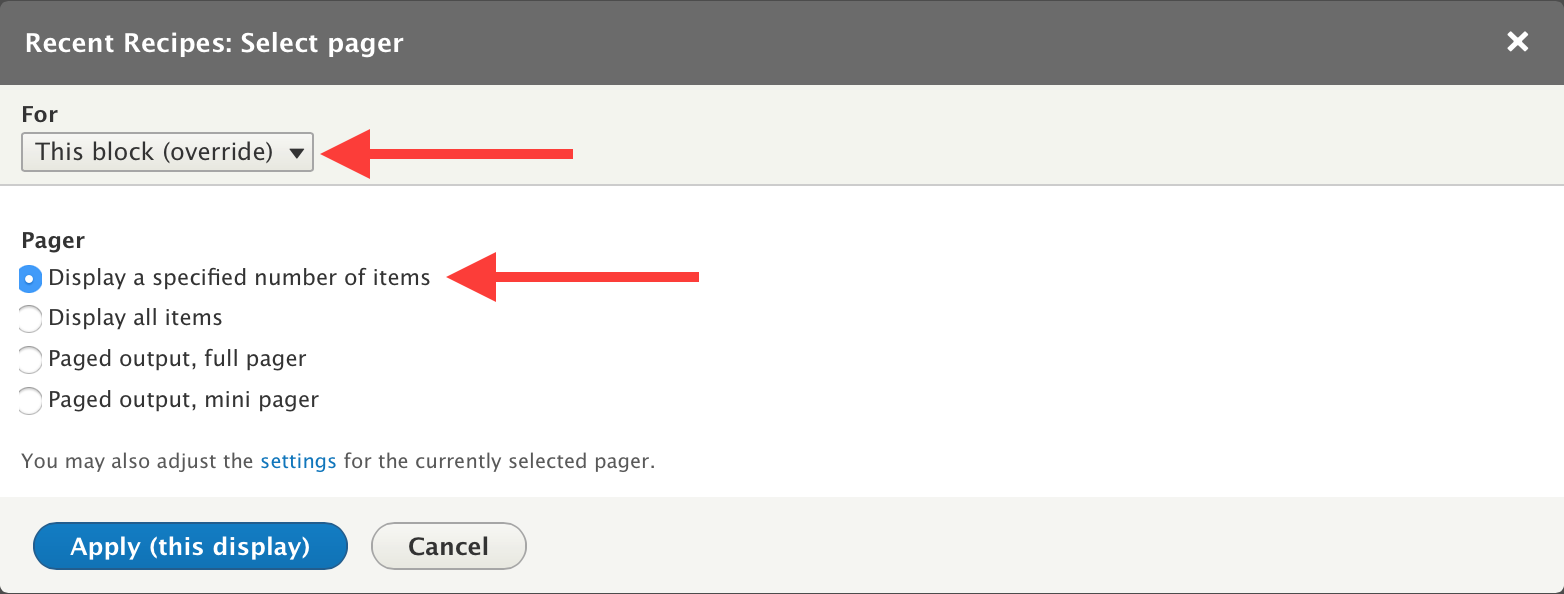 Recent Recipes: Select pager
For
This block (override)
Pager
Display a specified number of items
Display all items
Paged output, full pager
Paged output, mini pager
You may also adjust the settings for the currently selected pager.
Apply (this display) Cancel